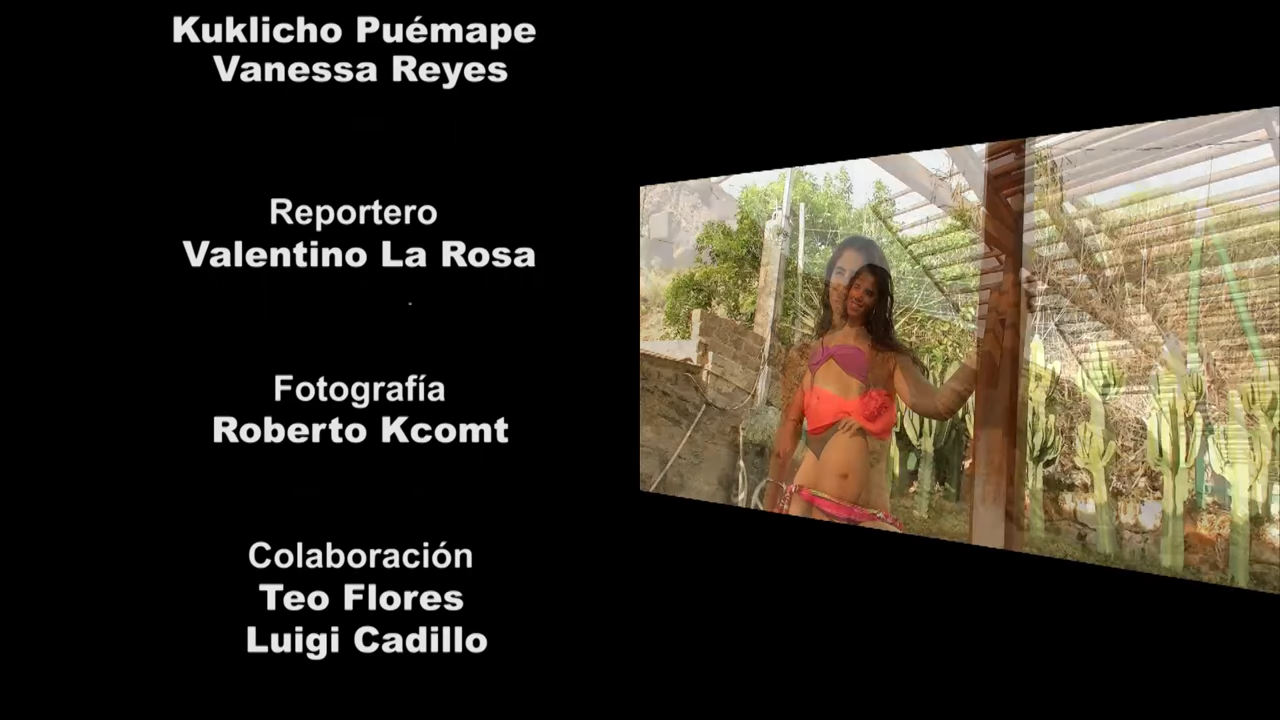 Kuklicho Puémape
Vanessa Reyes
Reportero
Valentino La Rosa
Fotografía
Roberto Kcomt
Colaboración
Teo Flores
Luigi Cadillo